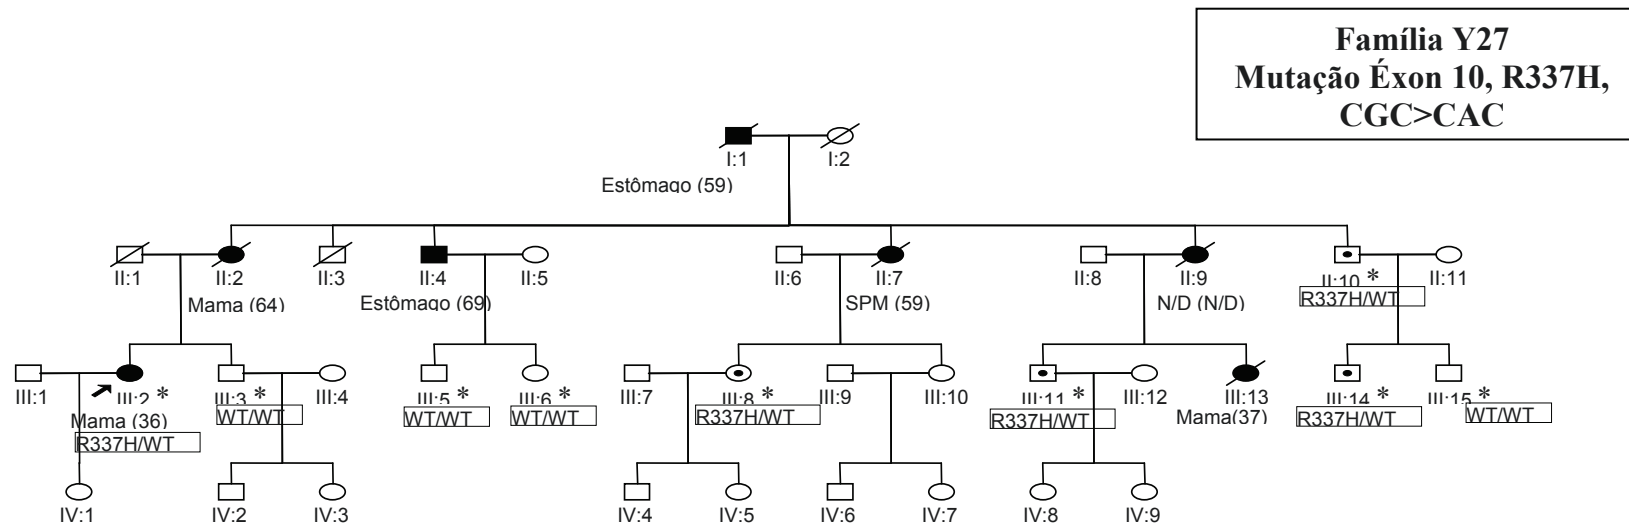 Família Y27
Mutação Éxon 10, R337H,
CGC>CAC
I:1 I:2
Estômago (59)
II:1 II:2 II:3 II:4 II:5 II:6 II:7 II:8 II:9 II:10 * II:11
Mama (64) Estômago (69) SPM (59) N/D (N/D) R337H/WT
III:1 III:2 * III:3 * III:4 III:5 * III:6 * III:7 III:8 * III:9 III:10 III:11 * III:12 III:13 III:14 * III:15 *
Mama (36) WT/WT WT/WT WT/WT R337H/WT R337H/WT Mama(37) R337H/WT WT/WT
R337H/WT
IV:1 IV:2 IV:3 IV:4 IV:5 IV:6 IV:7 IV:8 IV:9